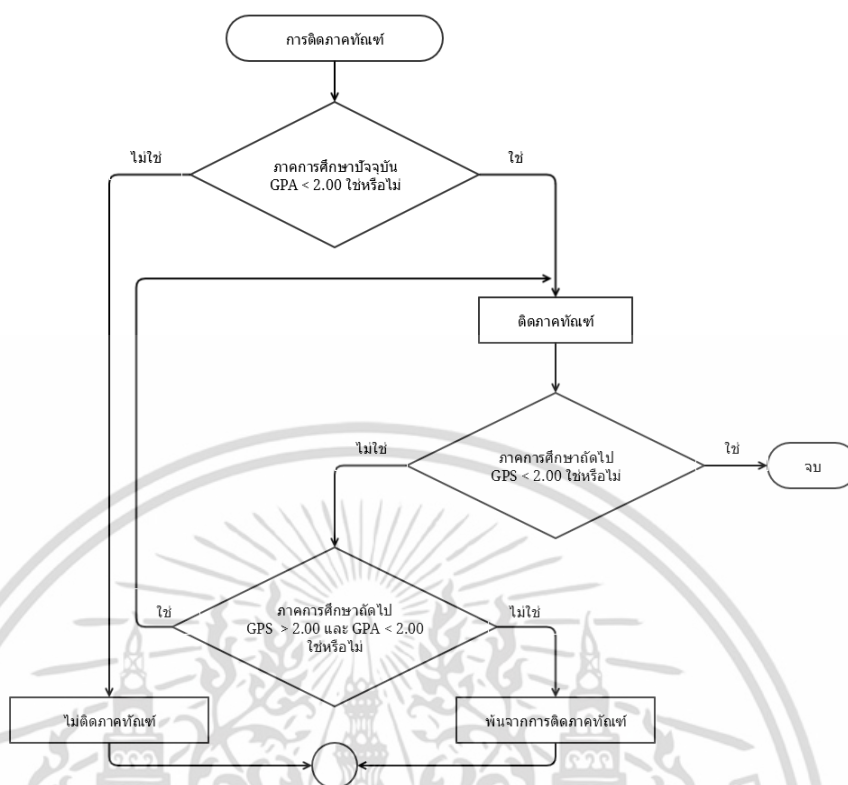 การติดภาคทัณฑ์
ไม่ใช่
ใช่
ภาคการศึกษาปัจจุบัน
GPA < 2.00 ใช่หรือไม่
ติดภาคทัณฑ์
ไม่ใช่
ภาคการศึกษาถัดไป
GPS < 2.00 ใช่หรือไม่
ใช่
จบ
ใช่
ภาคการศึกษาถัดไป
GPS > 2.00 และ GPA < 2.00
ใช่หรือไม่
ไม่ใช่
ไม่ติดภาคทัณฑ์
พ้นจากการติดภาคทัณฑ์